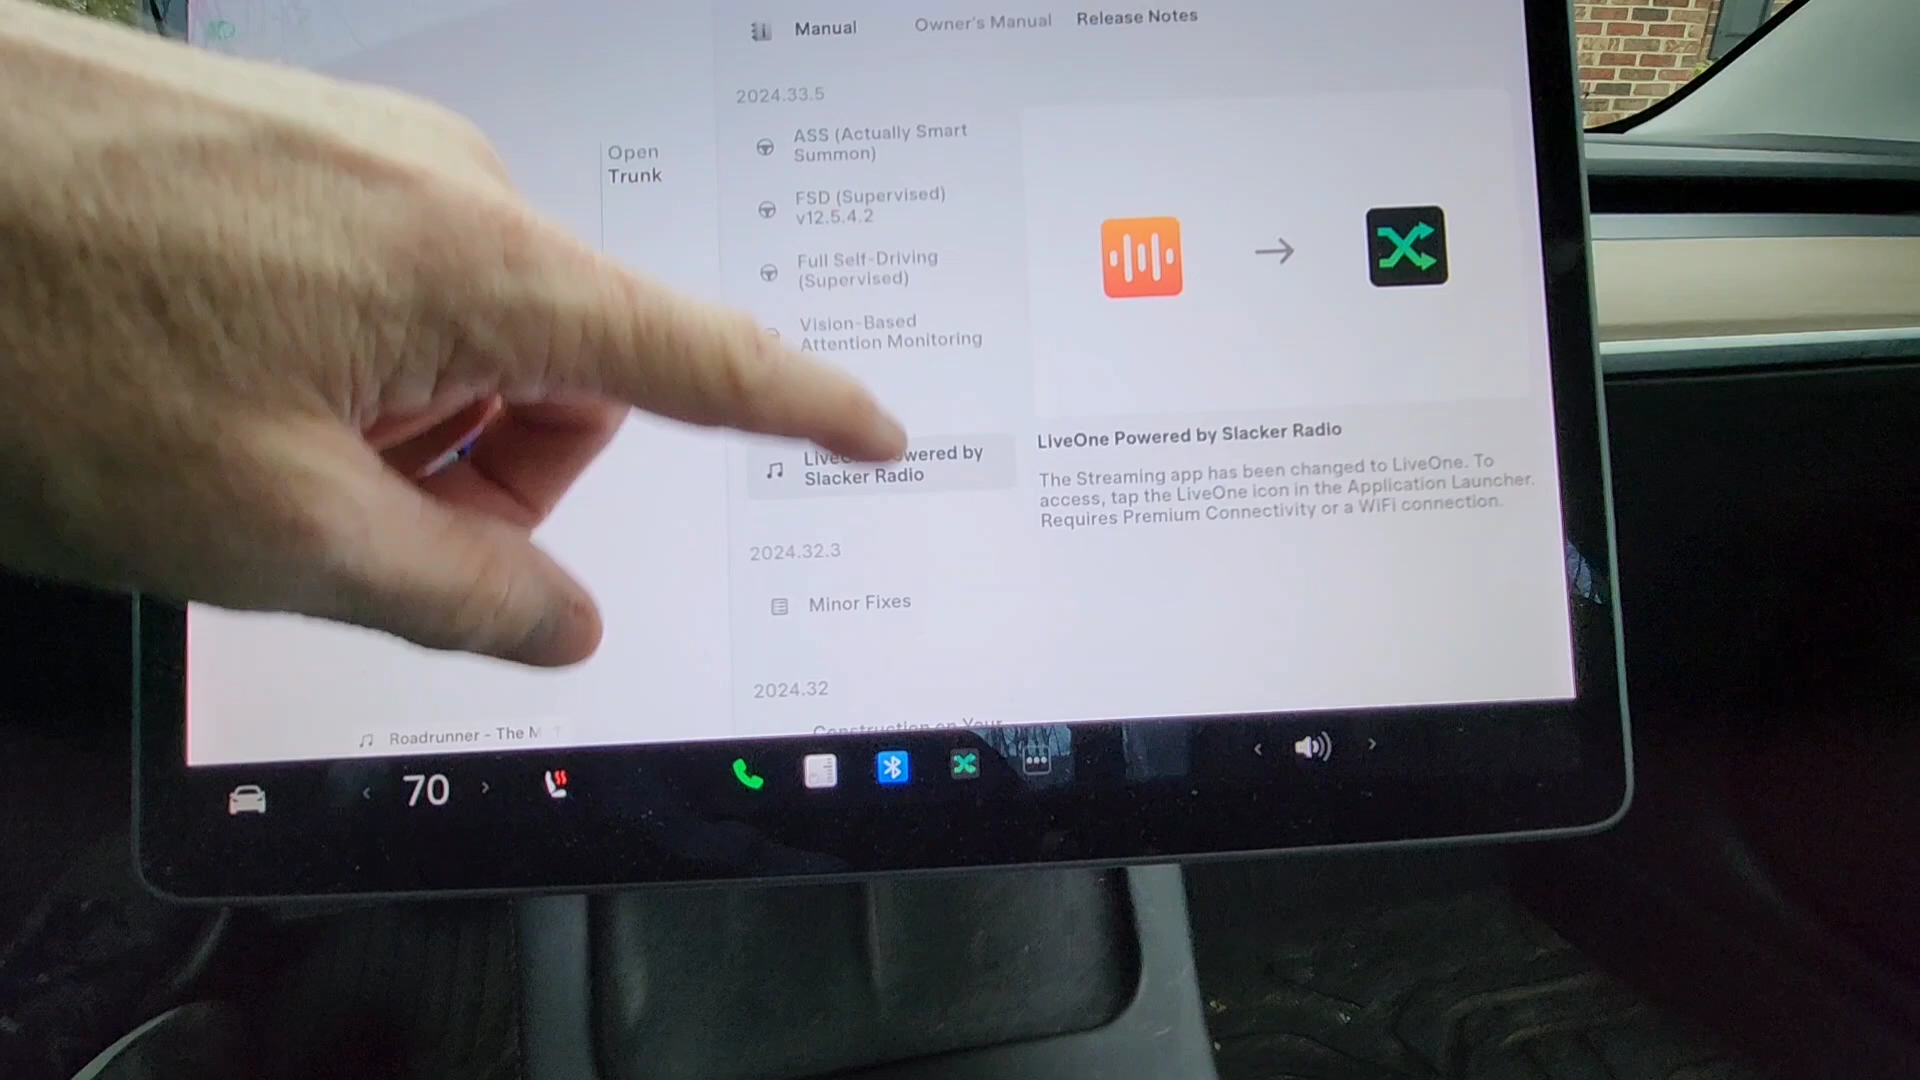 Manual
Owner's Manual
Release Notes
2024.33.5
ASS (Actually Smart
Summon)
FSD (Supervised)
v12.5.4.2
Full Self-Driving
(Supervised)
Vision-Based
Attention Monitoring
Open
Trunk
wered by
Slacker Radio
LiveOne Powered by Slacker Radio
The Streaming app has been changed to LiveOne. To
access, tap the LiveOne icon in the Application Launcher.
Requires Premium Connectivity or a WiFi connection.
2024.32.3
Minor Fixes
2024.32
Construction on Your
Roadrunner - The M
70